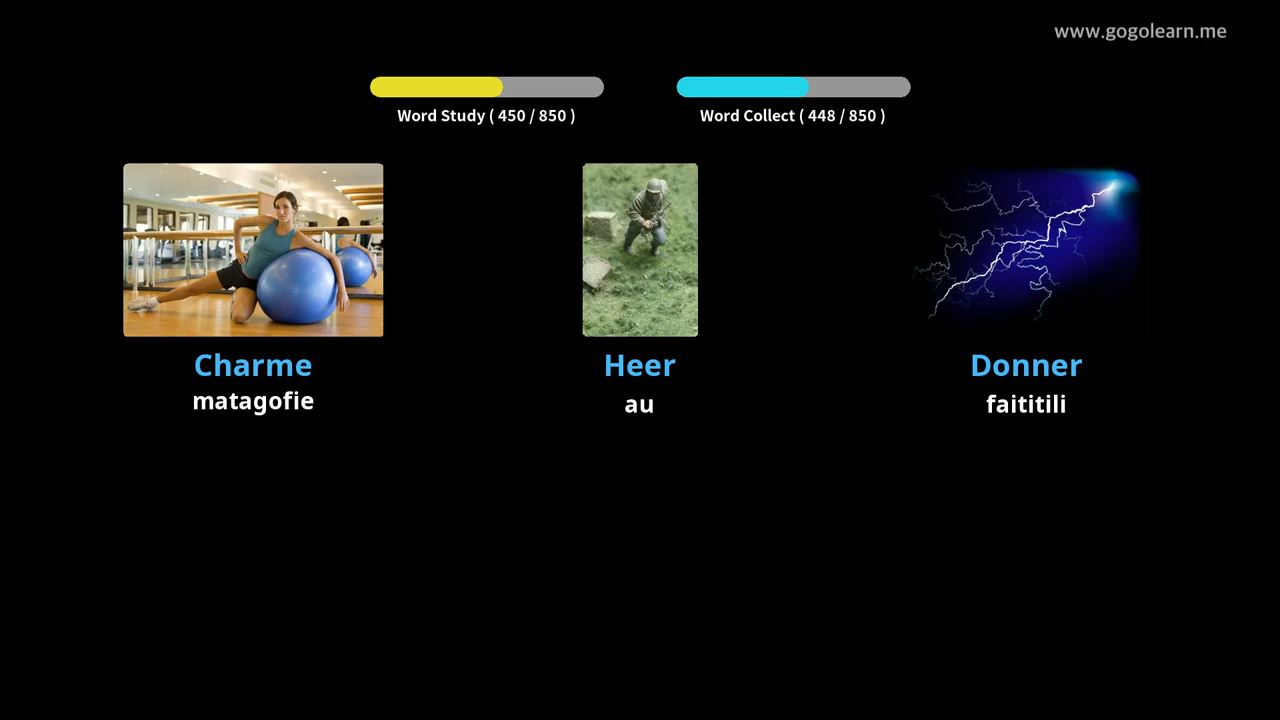 www.gogolearn.me
Word Study ( 450 / 850 )
Word Collect ( 448 / 850 )
Charme
matagofie
Heer
au
Donner
faititili